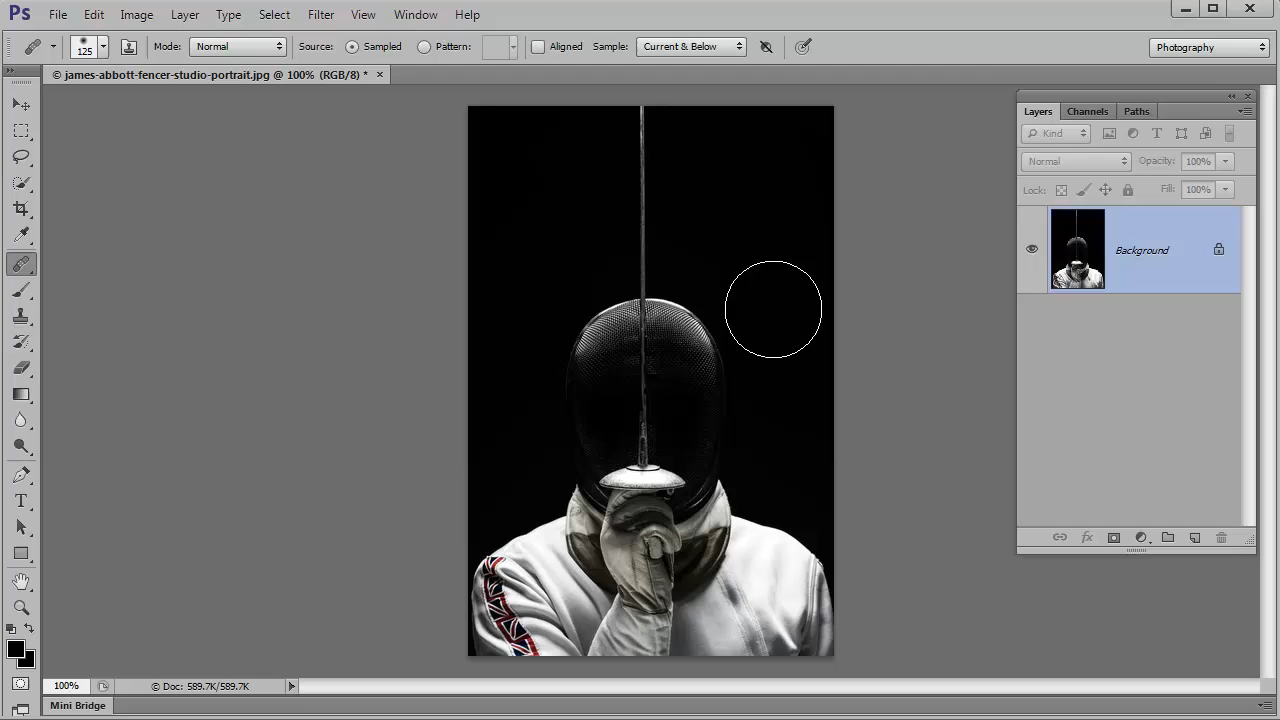 Ps File Edit Image Layer Type Select Filter View Window Help
125 Mode: Normal Source: Sampled Pattern: Aligned Sample: Current & Below Photography
© james-abbott-fencer-studio-portrait.jpg @ 100% (RGB/8) * ×
Layers Channels Paths
Kind
Normal Opacity: 100%
Lock: Fill: 100%
Background
fx
100% © Doc: 589.7K/589.7K
Mini Bridge